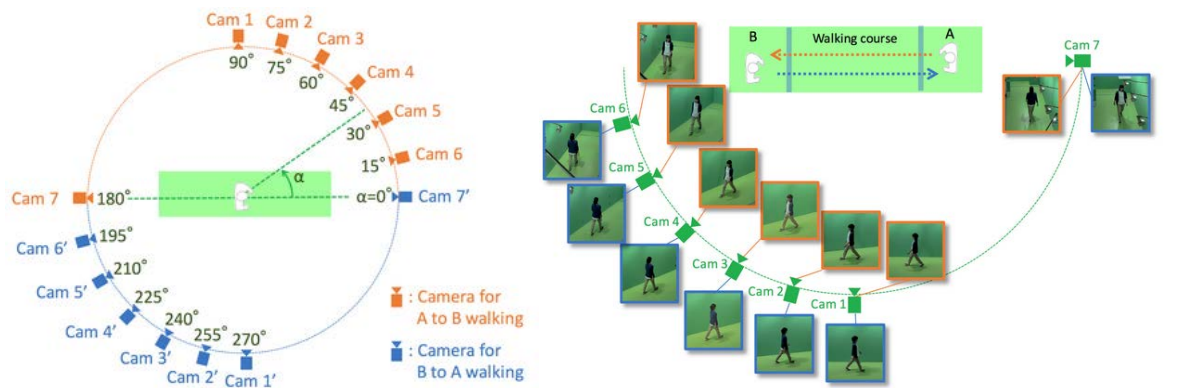 Cam 1
Cam 2
Cam 3
Cam 4
Cam 5
Cam 6
90°
75°
60°
45°
30°
15°
α
Cam 7
180°
α=0°
Cam 7’
195°
Cam 6’
210°
Cam 5’
225°
Cam 4’
240°
Cam 3’
255°
Cam 2’
270°
Cam 1’
: Camera for
A to B walking
: Camera for
B to A walking
B
Walking course
A
Cam 7
Cam 6
Cam 5
Cam 4
Cam 3
Cam 2
Cam 1